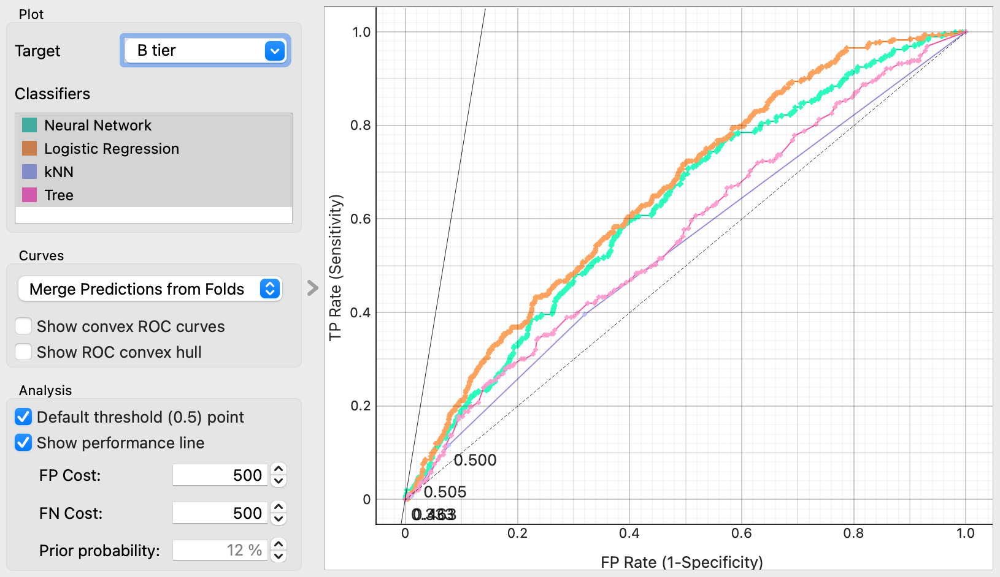 Plot
Target
B tier
Classifiers
Neural Network
Logistic Regression
kNN
Tree
Curves
Merge Predictions from Folds
Show convex ROC curves
Show ROC convex hull
Analysis
Default threshold (0.5) point
Show performance line
FP Cost:
500
FN Cost:
500
Prior probability:
12 %
TP Rate (Sensitivity)
1.0
0.8
0.6
0.4
0.2
0
0.500
0.505
0
0.2
0.4
0.6
0.8
1.0
FP Rate (1-Specificity)